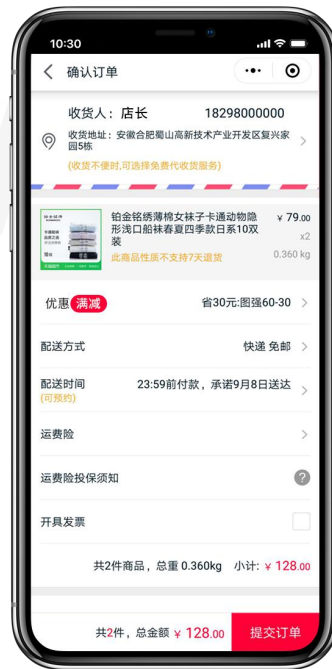 10:30
确认订单
收货人：店长 18298000000
收货地址：安徽合肥蜀山高新技术产业开发区复兴家
园5栋
(收货不便时,可选择免费代收货服务)
铂金铭绣薄棉女袜子卡通动物隐 ￥79.00
形浅口船袜春夏四季款日系10双 x2
装
此商品性质不支持7天退货 0.360 kg
优惠 满减 省30元:图强60-30
配送方式 快递 免邮
配送时间 23:59前付款，承诺9月8日送达
(可预约)
运费险
运费险投保须知 ?
开具发票
共2件商品，总重 0.360kg 小计: ￥128.00
共2件，总金额 ￥128.00 提交订单